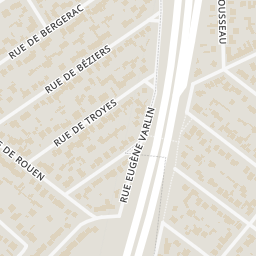 RUE DE BERGERAC
OUSSEAU
RUE DE BÉZIERS
RUE DE TROYES
RUE EUGÈNE VARLIN
E DE ROUEN